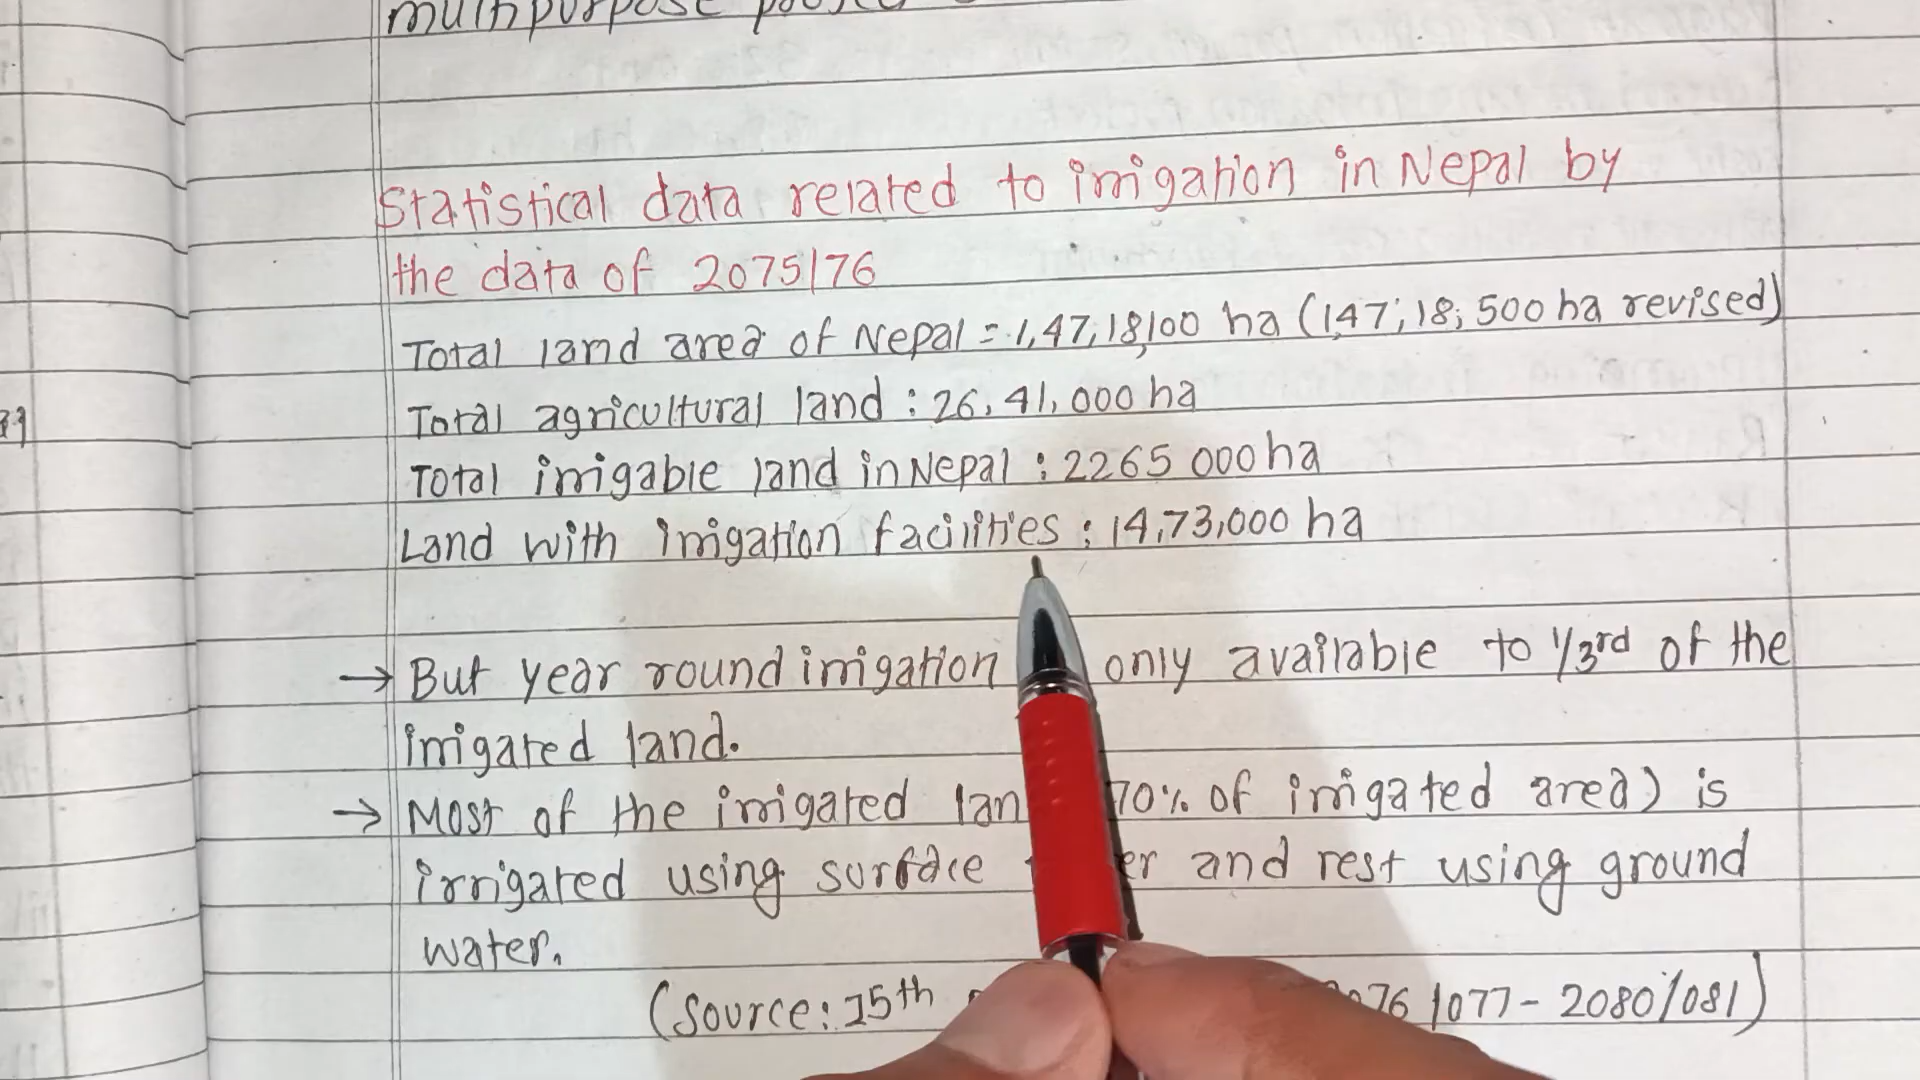 multipurpose
Statistical data related to irrigation in Nepal by
the data of 2075/76
Total land area of Nepal = 1,47,18,100 ha (1,47,18,500 ha revised)
Total agricultural land : 26,41,000 ha
Total irrigable land in Nepal : 2265 000 ha
Land with irrigation facilities : 14,73,000 ha
→ But year round irrigation only available to 1/3rd of the
irrigated land.
→ Most of the irrigated 70% of irrigated area) is
irrigated using surface and rest using ground
water.
(Source: 15th 076/077 - 2080/081)